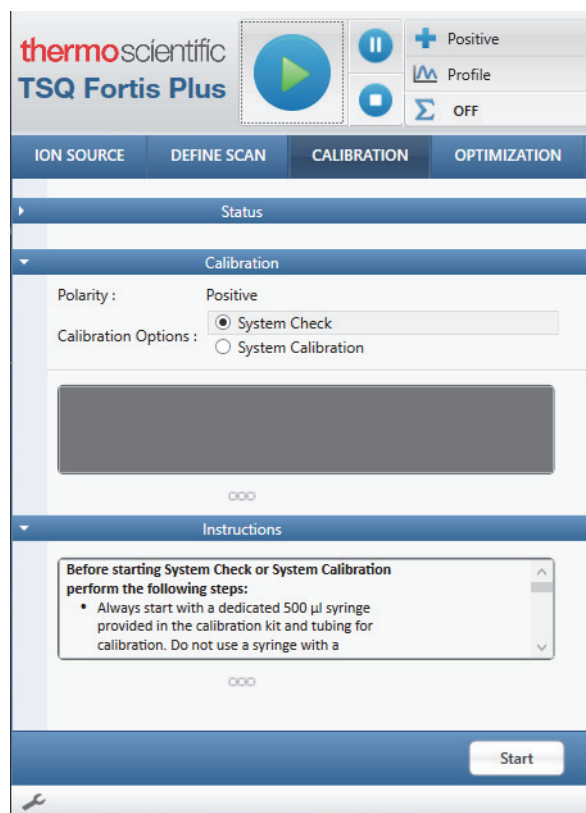 thermoscientific
TSQ Fortis Plus
Positive
Profile
OFF
ION SOURCE DEFINE SCAN CALIBRATION OPTIMIZATION
Status
Calibration
Polarity : Positive
Calibration Options : System Check
System Calibration
Instructions
Before starting System Check or System Calibration
perform the following steps:
• Always start with a dedicated 500 µl syringe
provided in the calibration kit and tubing for
calibration. Do not use a syringe with a
Start